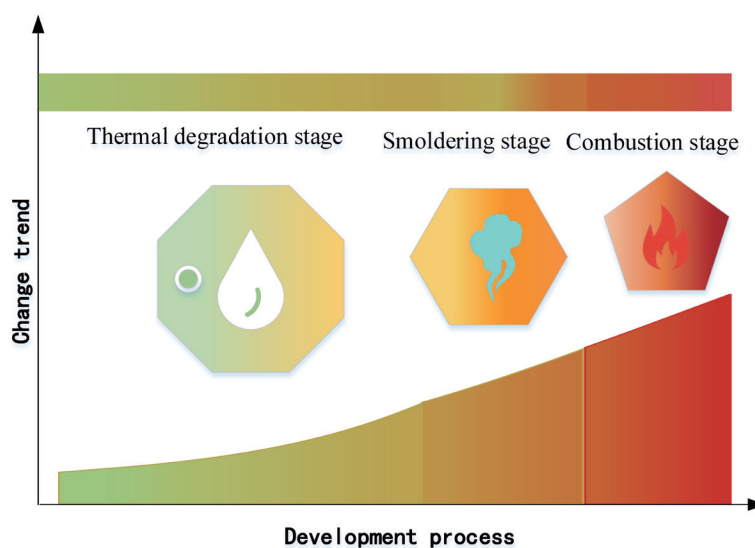 Thermal degradation stage
Smoldering stage
Combustion stage
Change trend
Development process